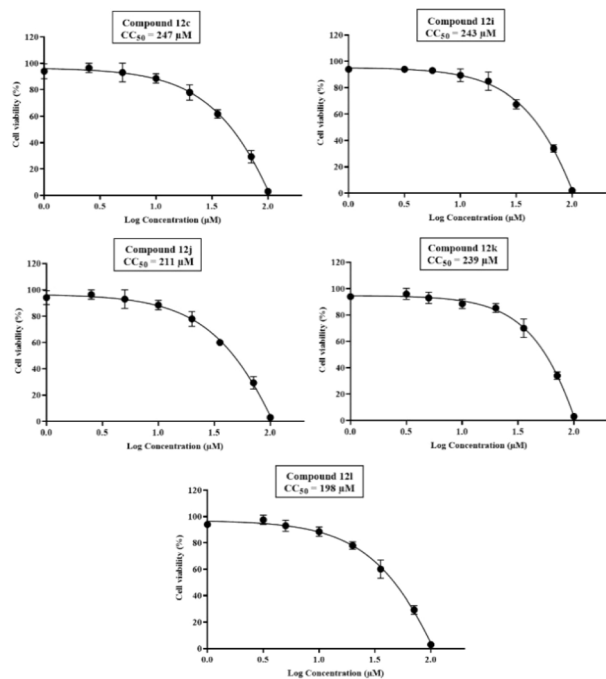 Compound 12c
CC50 = 247 µM
Cell viability (%)
120
100
80
60
40
20
0
0.0 0.5 1.0 1.5 2.0
Log Concentration (µM)
Compound 12i
CC50 = 243 µM
Cell viability (%)
120
100
80
60
40
20
0
0.0 0.5 1.0 1.5 2.0
Log Concentration (µM)
Compound 12j
CC50 = 211 µM
Cell viability (%)
120
100
80
60
40
20
0
0.0 0.5 1.0 1.5 2.0
Log Concentration (µM)
Compound 12k
CC50 = 239 µM
Cell viability (%)
120
100
80
60
40
20
0
0.0 0.5 1.0 1.5 2.0
Log Concentration (µM)
Compound 12l
CC50 = 198 µM
Cell viability (%)
120
100
80
60
40
20
0
0.0 0.5 1.0 1.5 2.0
Log Concentration (µM)